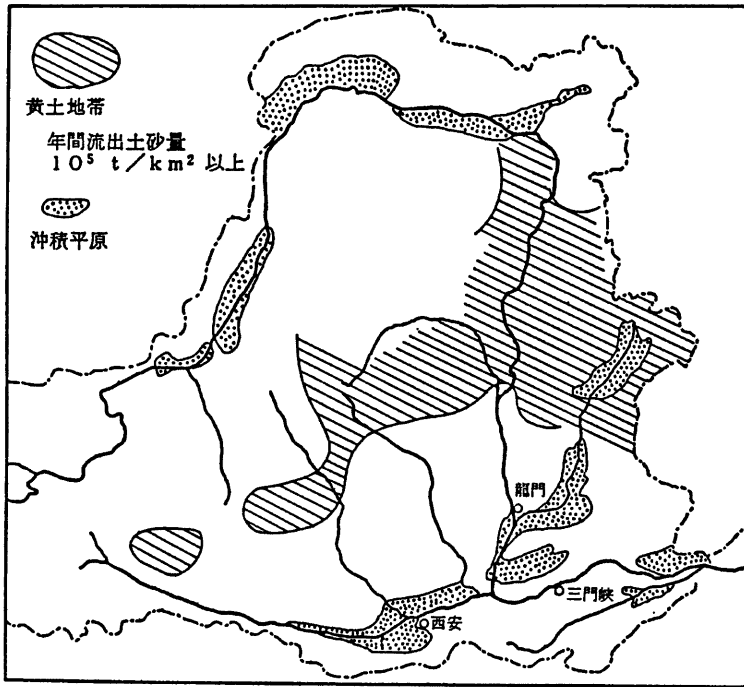 黄土地帯
年間流出土砂量
10⁵ t/km² 以上
沖積平原
龍門
三門峡
西安